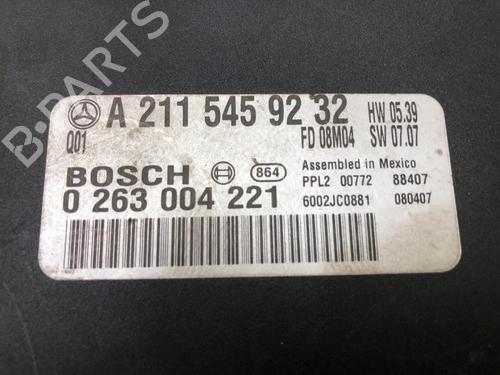 B-PARTS
A 211 545 92 32
HW 05.39
Q01
FD 08M04
SW 07.07
BOSCH
864
Assembled in Mexico
0 263 004 221
PPL2 00772 88407
6002JC0881 080407